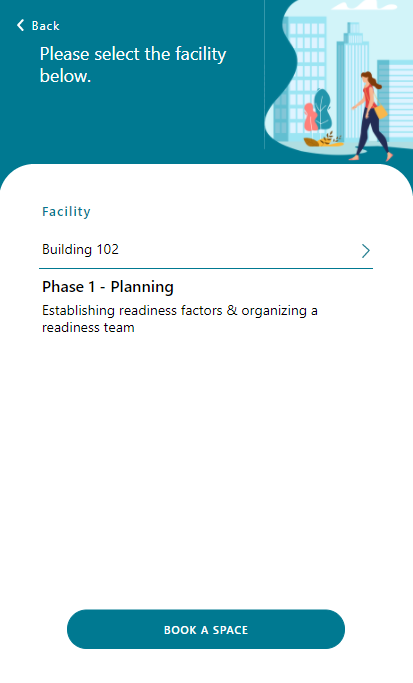 Back
Please select the facility
below.
Facility
Building 102
Phase 1 - Planning
Establishing readiness factors & organizing a
readiness team
BOOK A SPACE